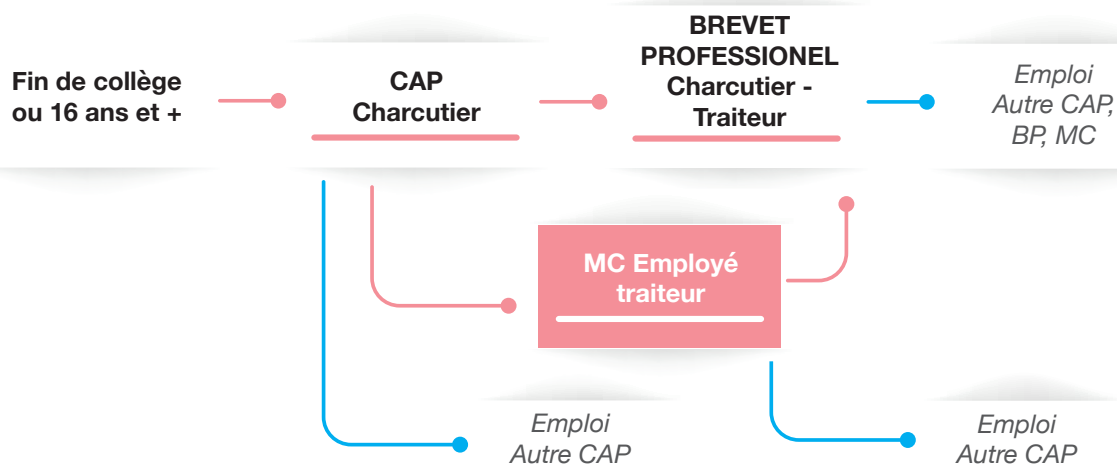 Fin de collège
ou 16 ans et +
CAP
Charcutier
BREVET
PROFESSIONEL
Charcutier -
Traiteur
Emploi
Autre CAP,
BP, MC
MC Employé
traiteur
Emploi
Autre CAP
Emploi
Autre CAP